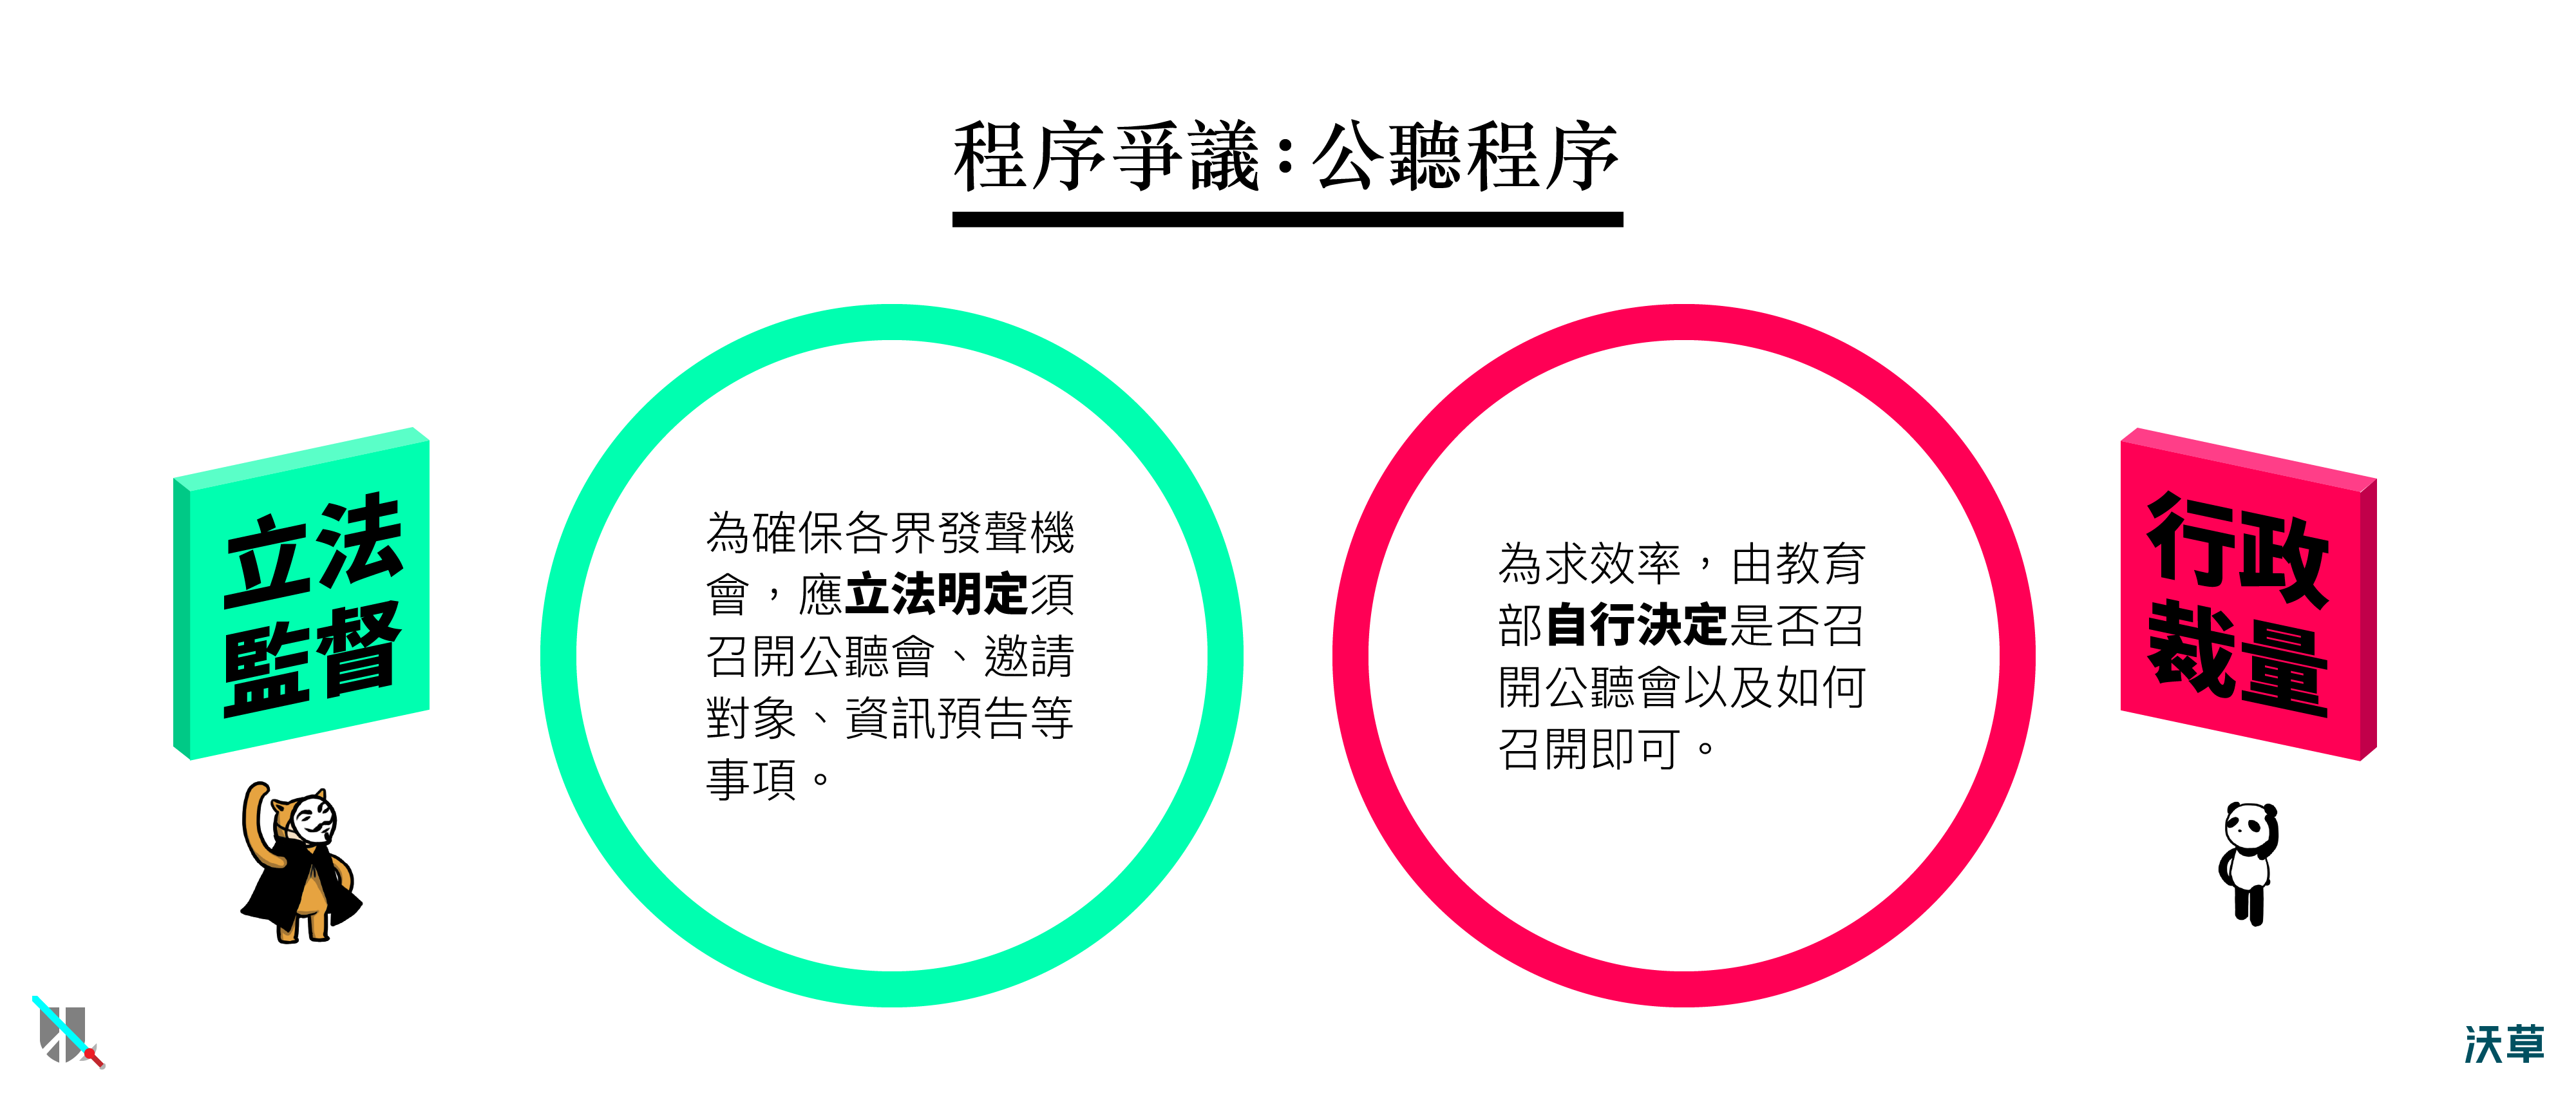 程序爭議：公聽程序
立法
監督
為確保各界發聲機
會，應立法明定須
召開公聽會、邀請
對象、資訊預告等
事項。
為求效率，由教育
部自行決定是否召
開公聽會以及如何
召開即可。
行政
裁量
沃草